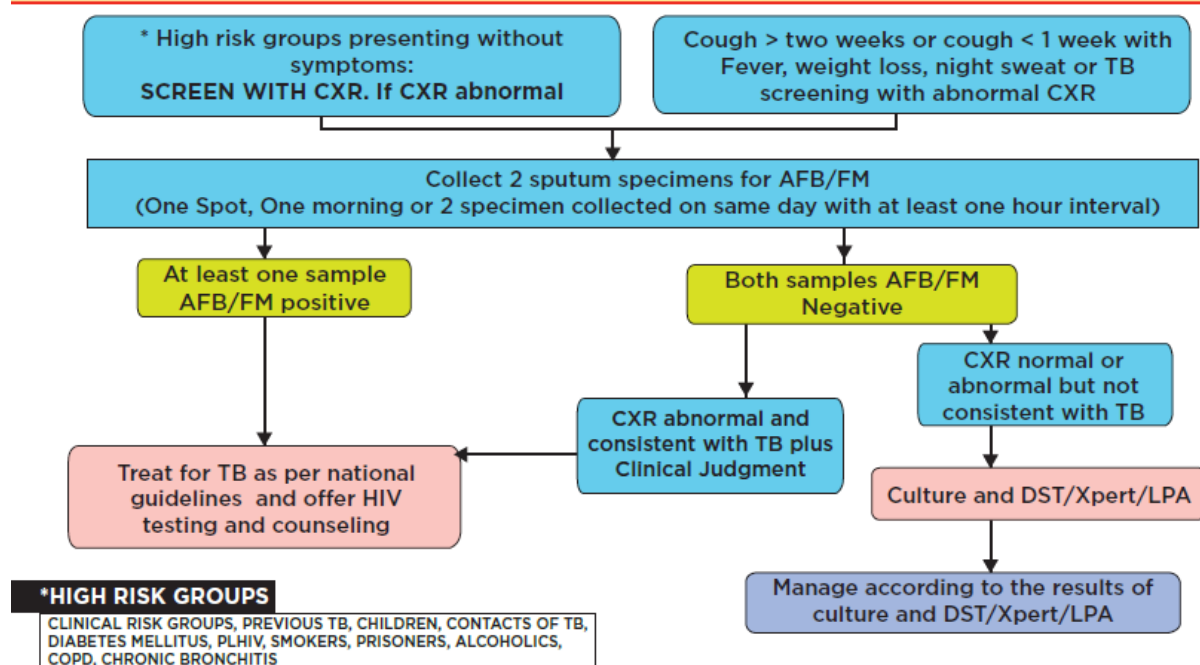 * High risk groups presenting without
symptoms:
SCREEN WITH CXR. If CXR abnormal
Cough > two weeks or cough < 1 week with
Fever, weight loss, night sweat or TB
screening with abnormal CXR
Collect 2 sputum specimens for AFB/FM
(One Spot, One morning or 2 specimen collected on same day with at least one hour interval)
At least one sample
AFB/FM positive
Both samples AFB/FM
Negative
CXR normal or
abnormal but not
consistent with TB
CXR abnormal and
consistent with TB plus
Clinical Judgment
Treat for TB as per national
guidelines and offer HIV
testing and counseling
Culture and DST/Xpert/LPA
Manage according to the results of
culture and DST/Xpert/LPA
*HIGH RISK GROUPS
CLINICAL RISK GROUPS, PREVIOUS TB, CHILDREN, CONTACTS OF TB,
DIABETES MELLITUS, PLHIV, SMOKERS, PRISONERS, ALCOHOLICS,
COPD, CHRONIC BRONCHITIS